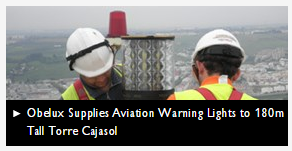 ► Obelux Supplies Aviation Warning Lights to 180m
Tall Torre Cajasol